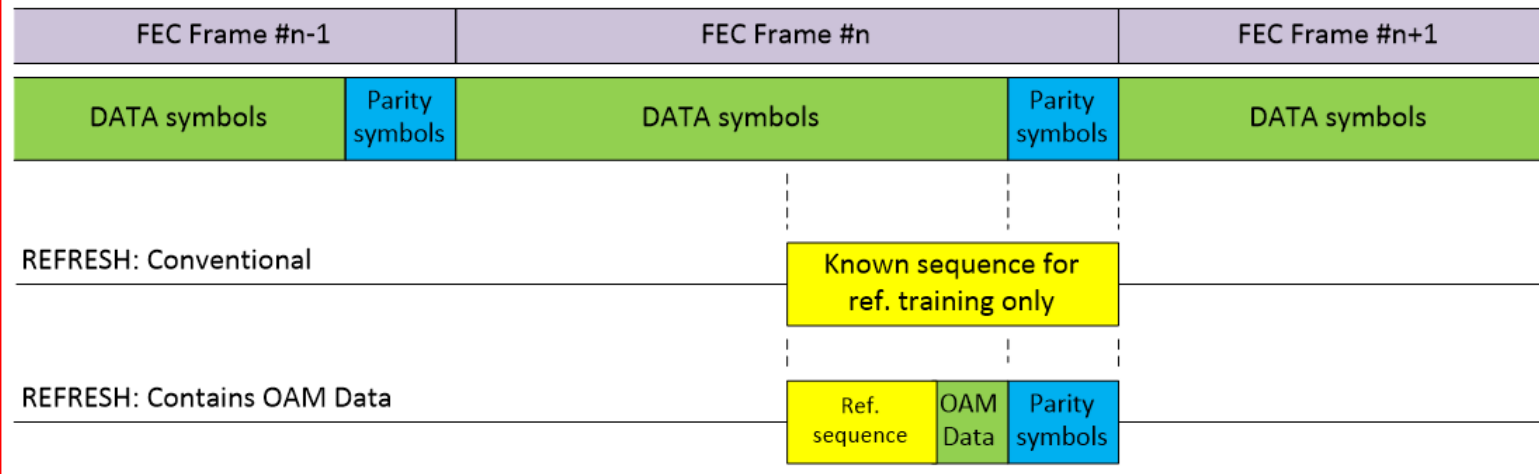 FEC Frame #n-1 FEC Frame #n FEC Frame #n+1
DATA symbols Parity symbols DATA symbols Parity symbols DATA symbols
REFRESH: Conventional
Known sequence for
ref. training only
REFRESH: Contains OAM Data
Ref.
sequence
OAM
Data
Parity
symbols